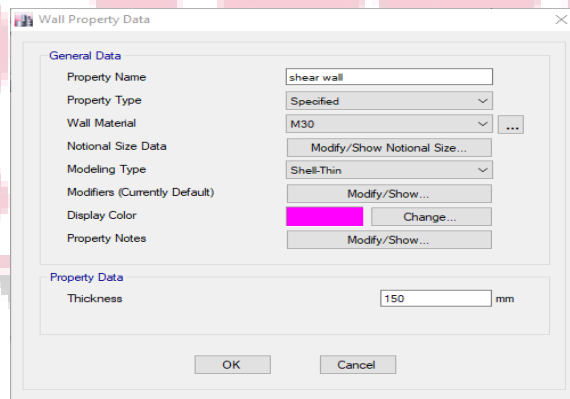 Wall Property Data
General Data
Property Name shear wall
Property Type Specified
Wall Material M30 ...
Notional Size Data Modify/Show Notional Size...
Modeling Type Shell-Thin
Modifiers (Currently Default) Modify/Show...
Display Color Change...
Property Notes Modify/Show...
Property Data
Thickness 150 mm
OK Cancel